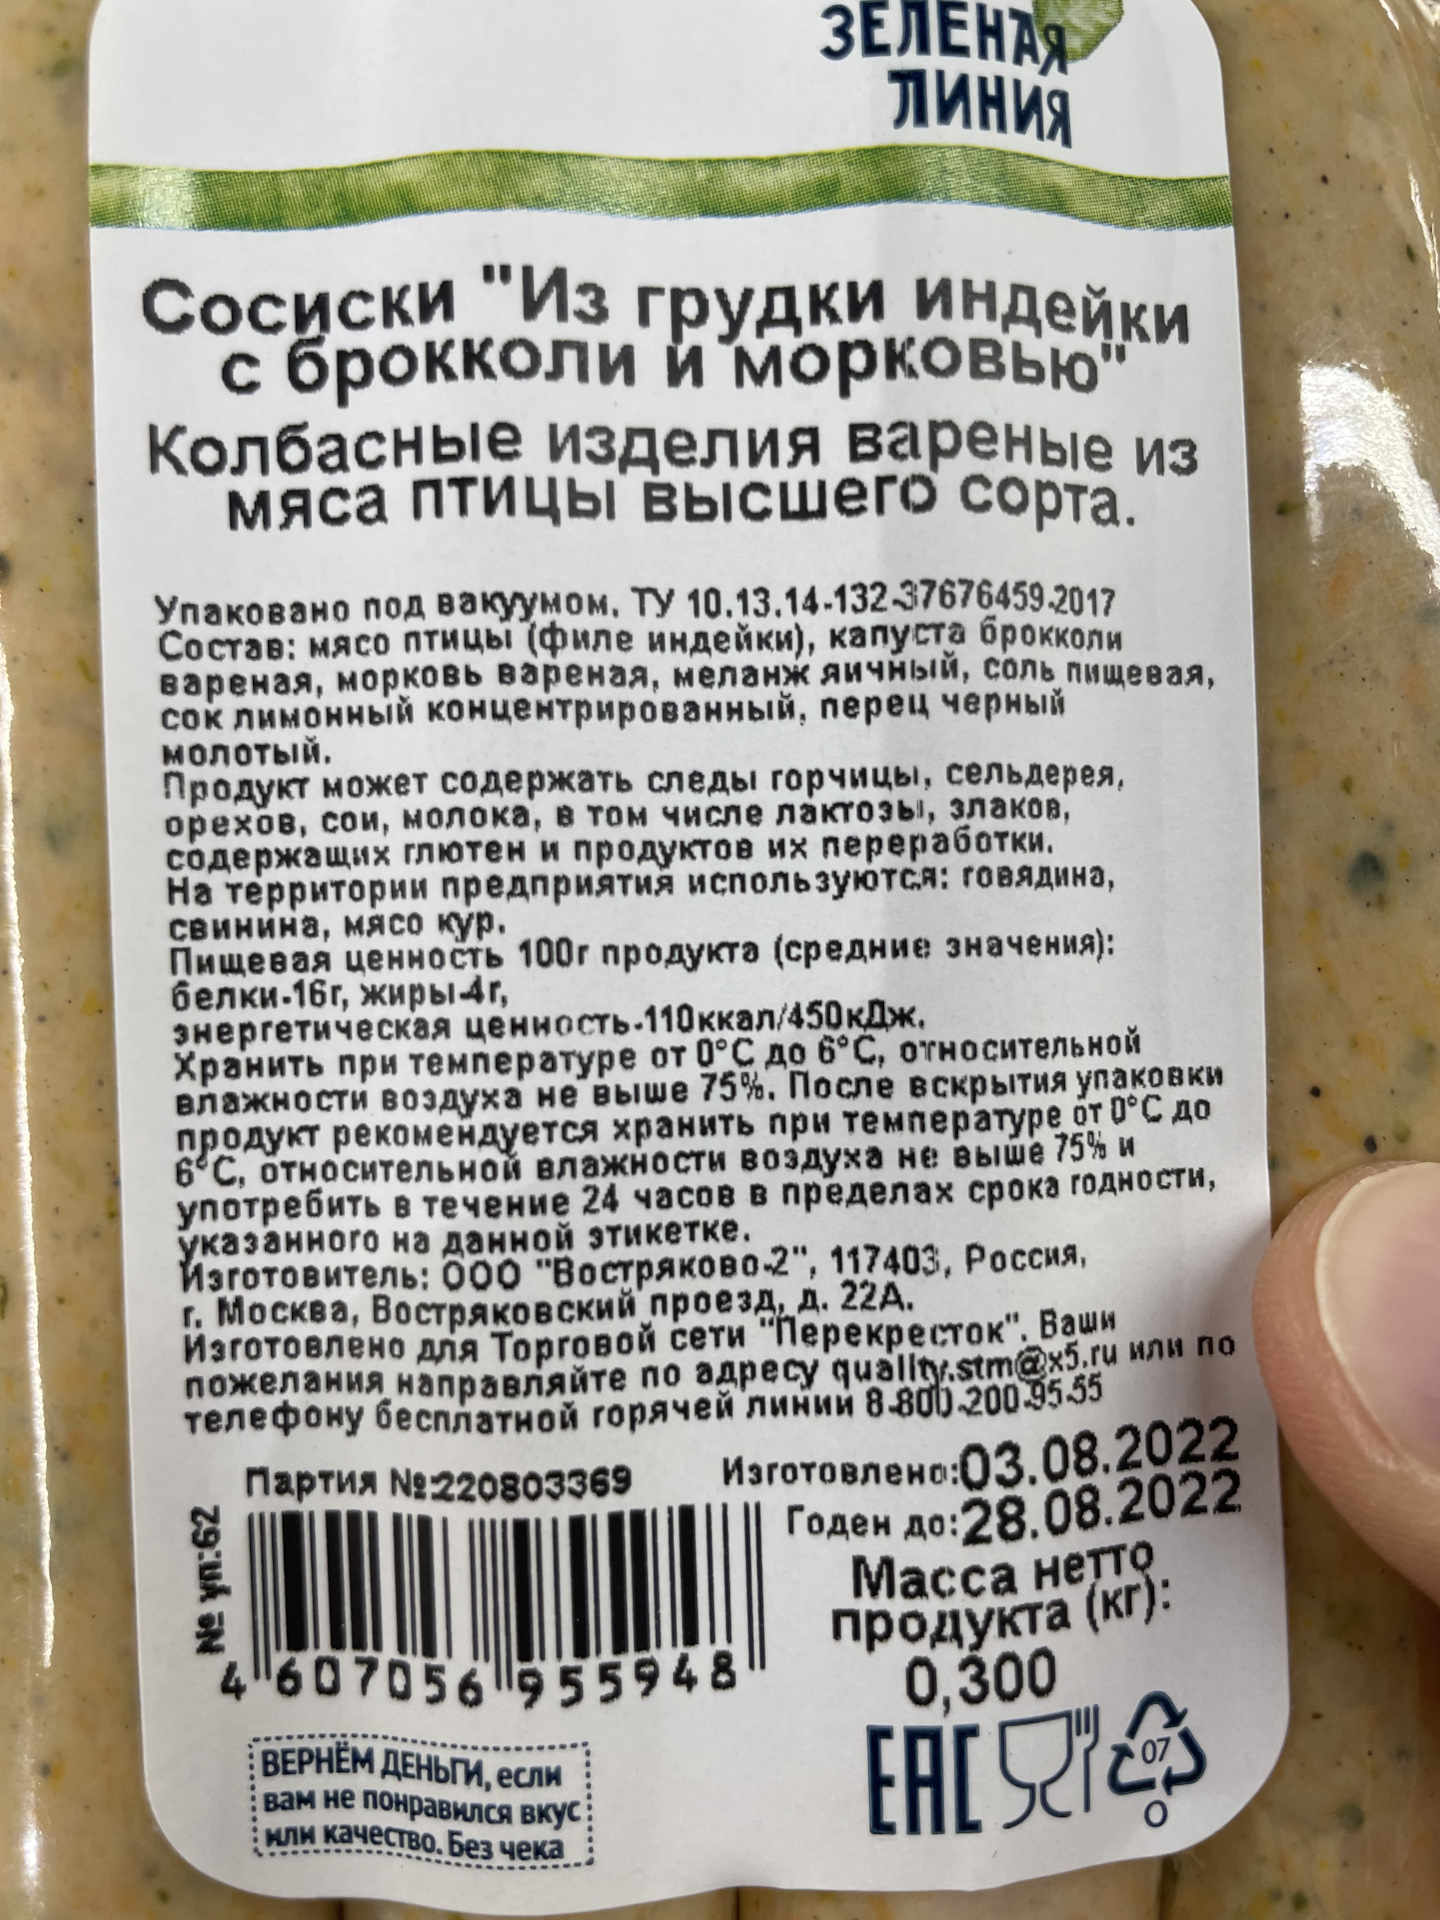 ЗЕЛЕНАЯ
ЛИНИЯ
Сосиски "Из грудки индейки
с брокколи и морковью"
Колбасные изделия вареные из
мяса птицы высшего сорта.
Упаковано под вакуумом. ТУ 10.13.14-132-37676459-2017
Состав: мясо птицы (филе индейки), капуста брокколи
вареная, морковь вареная, меланж яичный, соль пищевая,
сок лимонный концентрированный, перец черный
молотый.
Продукт может содержать следы горчицы, сельдерея,
орехов, сои, молока, в том числе лактозы, злаков,
содержащих глютен и продуктов их переработки.
На территории предприятия используются: говядина,
свинина, мясо кур.
Пищевая ценность 100г продукта (средние значения):
белки-16г, жиры-4г,
энергетическая ценность-110ккал/450кДж.
Хранить при температуре от 0°С до 6°С, относительной
влажности воздуха не выше 75%. После вскрытия упаковки
продукт рекомендуется хранить при температуре от 0°С до
6°С, относительной влажности воздуха не выше 75% и
употребить в течение 24 часов в пределах срока годности,
указанного на данной этикетке.
Изготовитель: ООО "Востряково-2", 117403, Россия,
г. Москва, Востряковский проезд, д. 22А.
Изготовлено для Торговой сети "Перекресток". Ваши
пожелания направляйте по адресу quality.stm@x5.ru или по
телефону бесплатной горячей линии 8-800-200-95-55
Партия №:220803369
Изготовлено:03.08.2022
Годен до:28.08.2022
№ уп:62
Масса нетто
продукта (кг):
0,300
4 607056 955948
ВЕРНЁМ ДЕНЬГИ, если
вам не понравился вкус
или качество. Без чека
ЕАС
07
O